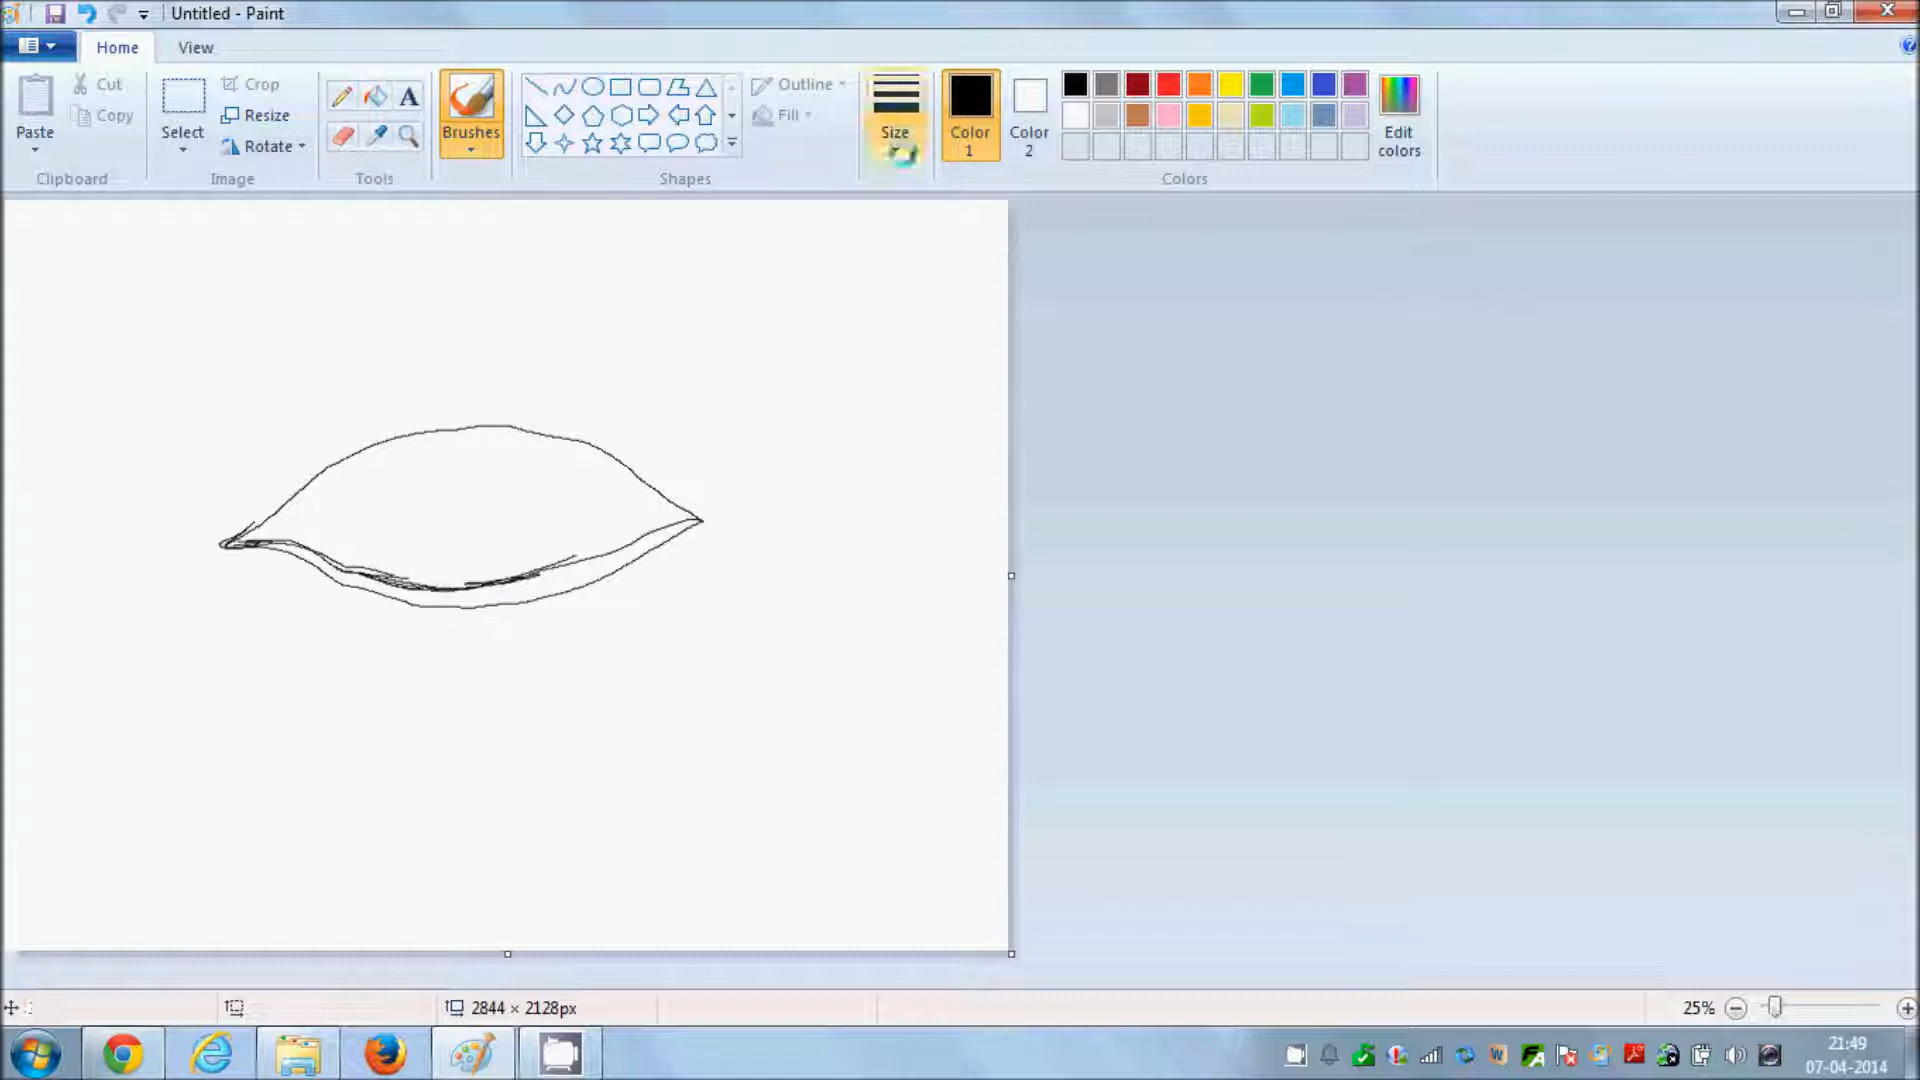 Untitled - Paint
Home View
Paste
Cut
Copy
Clipboard
Select
Crop
Resize
Rotate
Image
A
Tools
Brushes
Outline
Fill
Shapes
Size
Color
1
Color
2
Edit
colors
Colors
2844 × 2128px
25%
21:49
07-04-2014